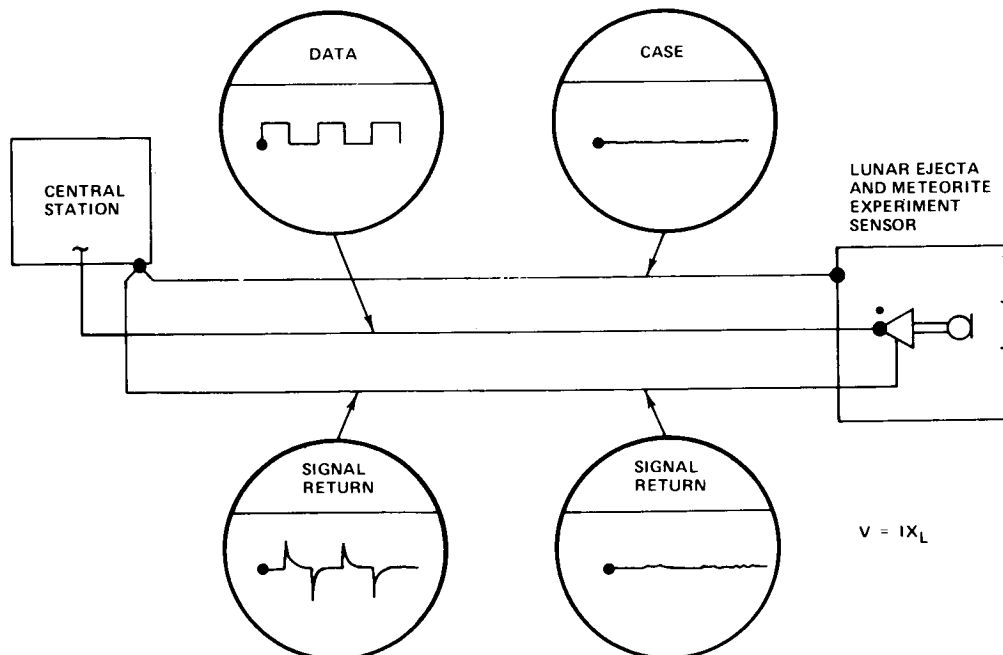 DATA
CASE
CENTRAL
STATION
LUNAR EJECTA
AND METEORITE
EXPERIMENT
SENSOR
SIGNAL
RETURN
SIGNAL
RETURN
V = IX_L